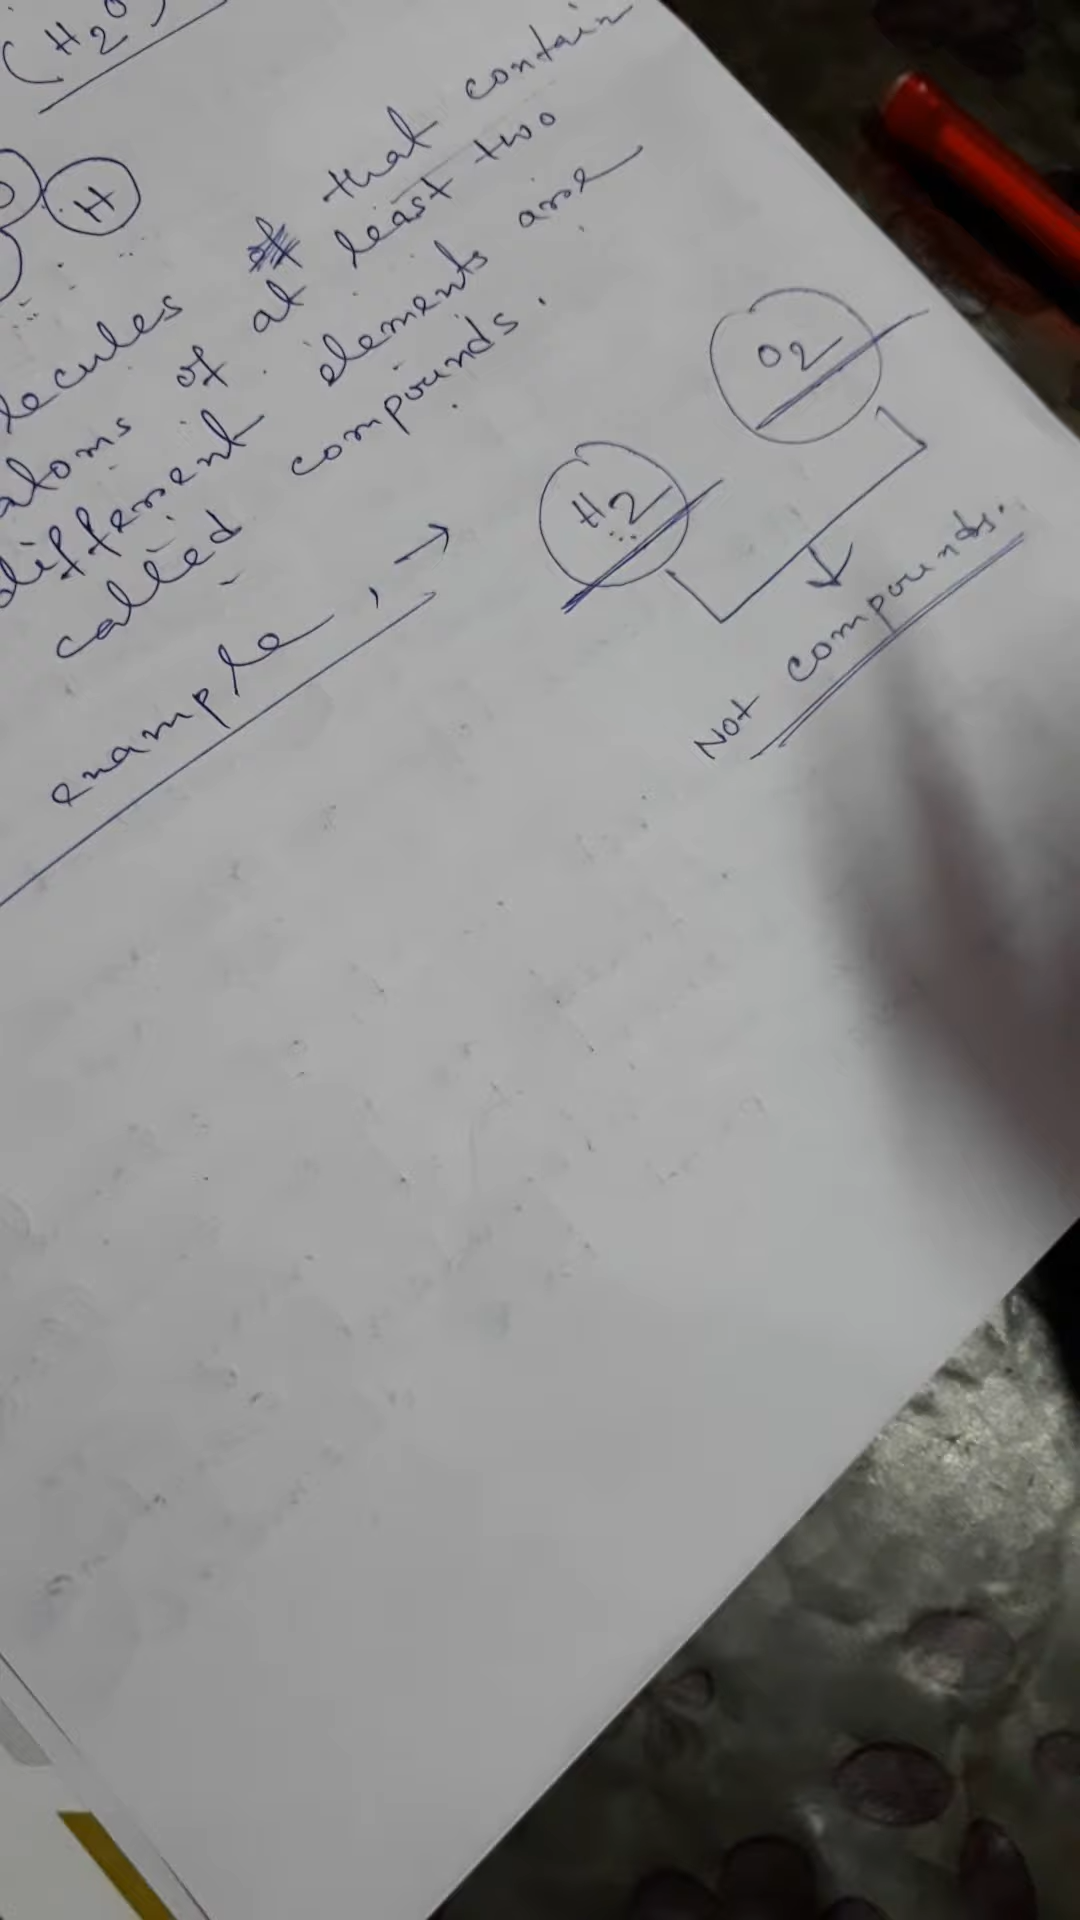 (H2O)
H
lecules that contain
atoms of at least two
different elements are
called compounds.
example, → H2 O2
Not compounds.